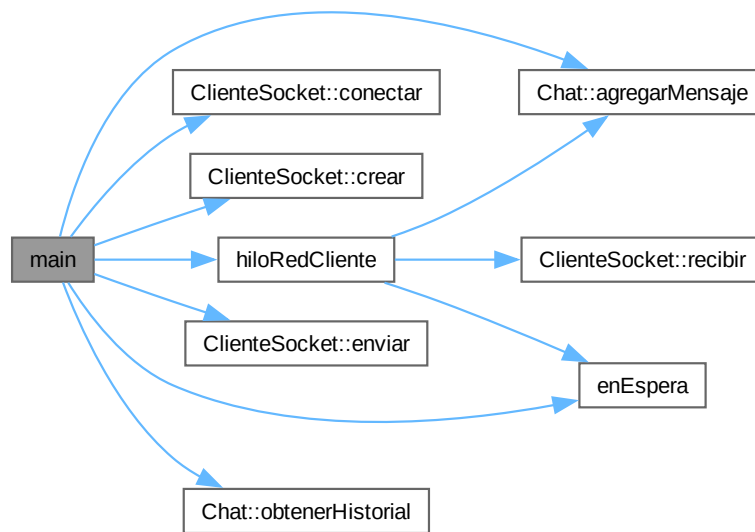 main
ClienteSocket::conectar
ClienteSocket::crear
hiloRedCliente
ClienteSocket::enviar
Chat::obtenerHistorial
Chat::agregarMensaje
ClienteSocket::recibir
enEspera